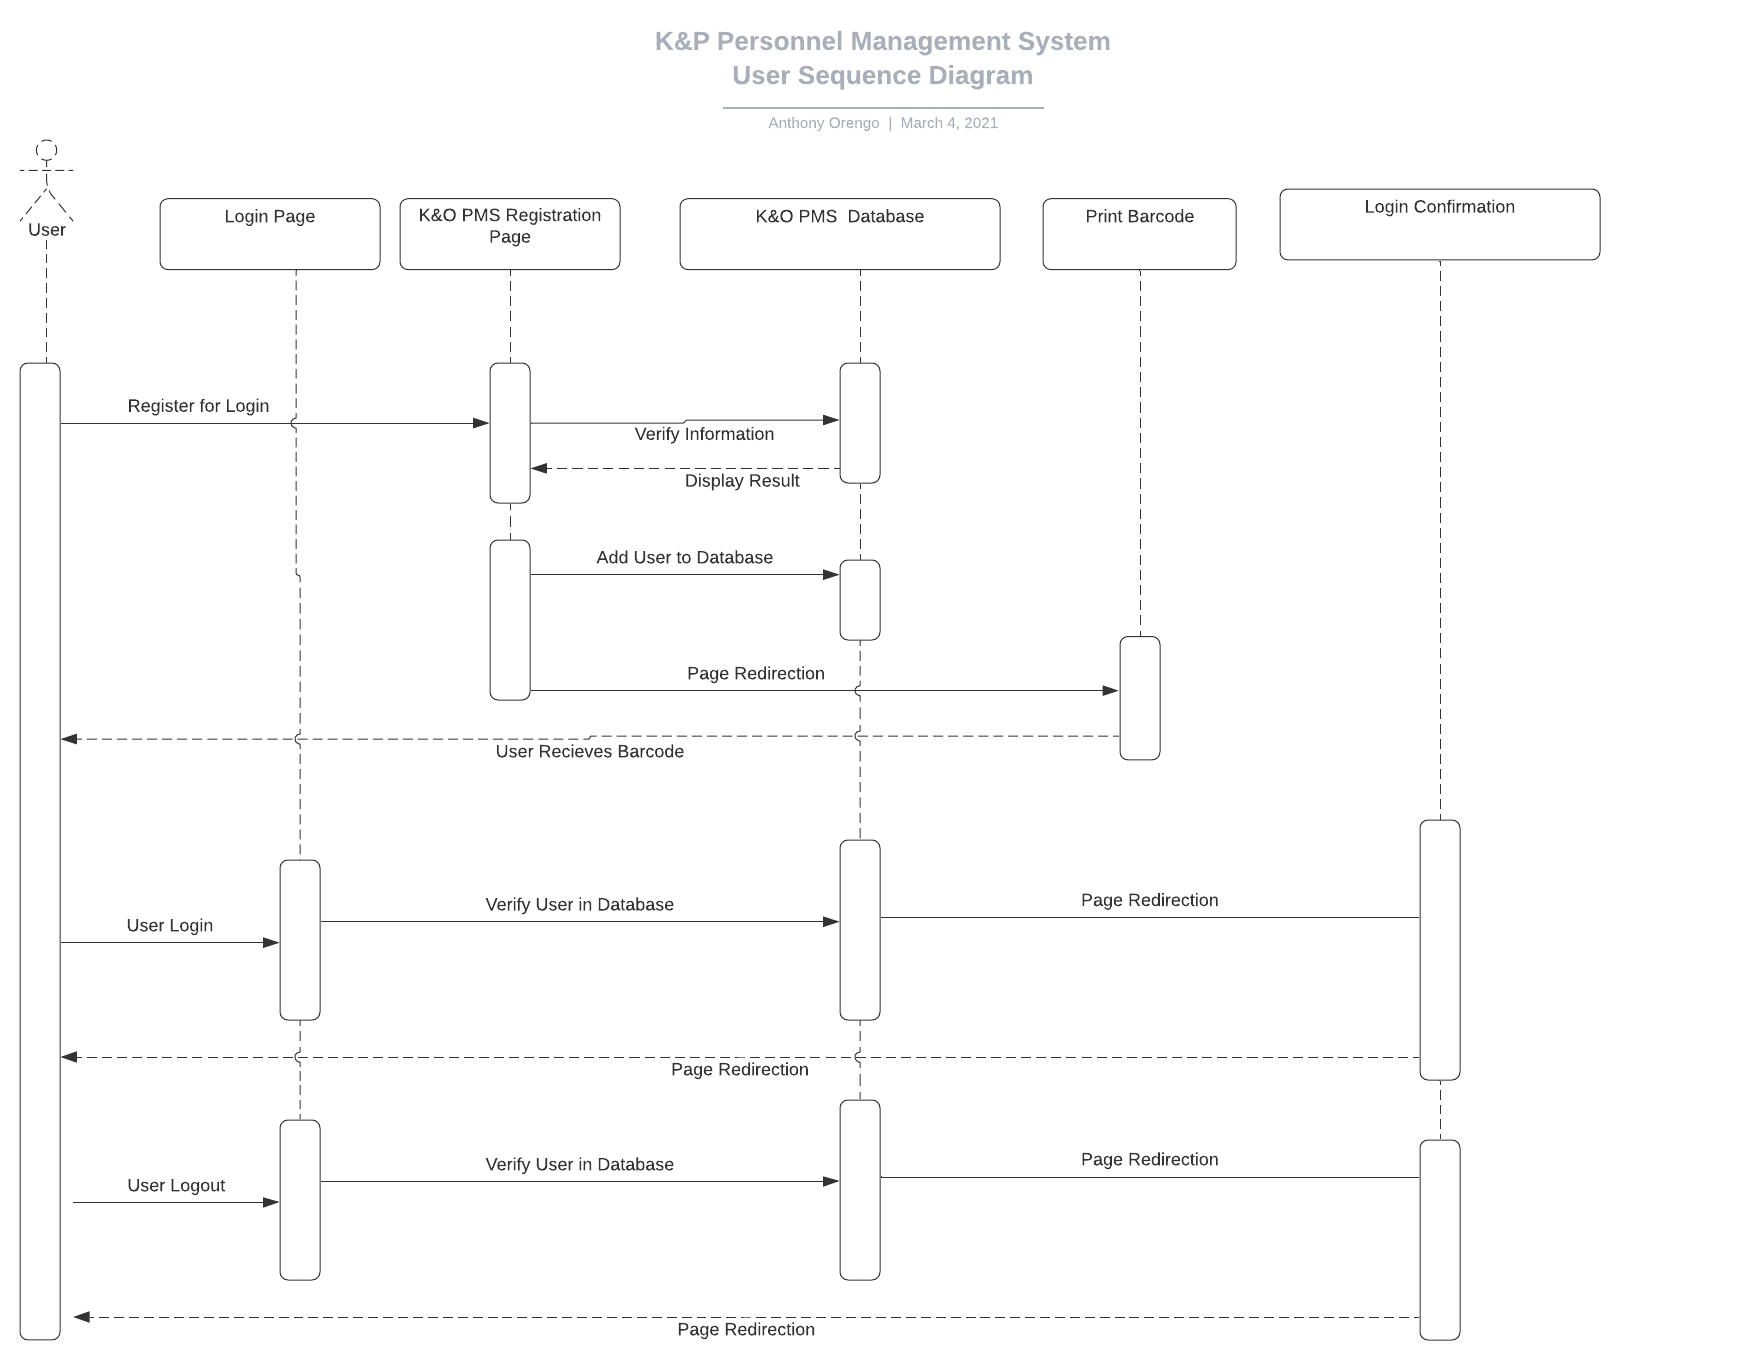 K&P Personnel Management System
User Sequence Diagram
Anthony Orengo | March 4, 2021
User
Login Page
K&O PMS Registration
Page
K&O PMS  Database
Print Barcode
Login Confirmation
Register for Login
Verify Information
Display Result
Add User to Database
Page Redirection
User Recieves Barcode
User Login
Verify User in Database
Page Redirection
Page Redirection
User Logout
Verify User in Database
Page Redirection
Page Redirection